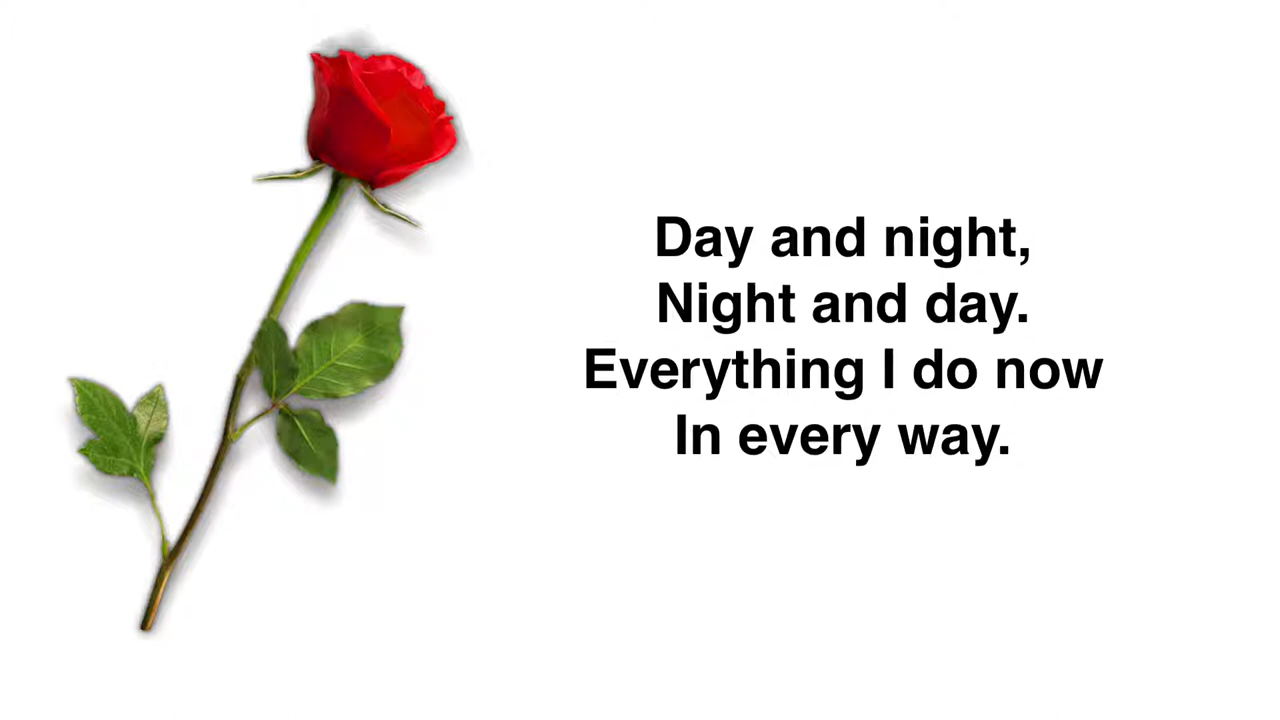 Day and night,
Night and day.
Everything I do now
In every way.